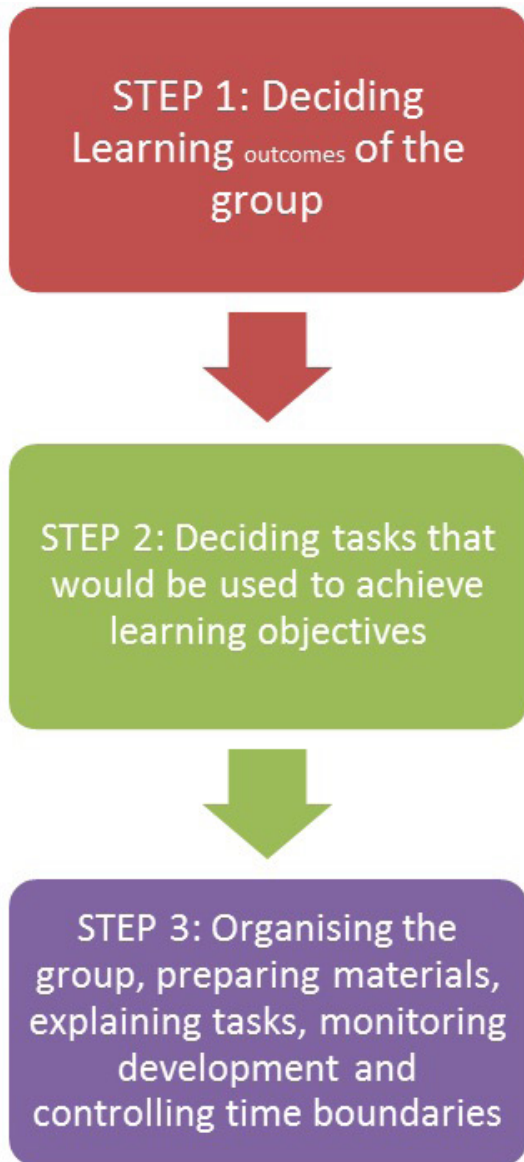 STEP 1: Deciding
Learning outcomes of the
group
STEP 2: Deciding tasks that
would be used to achieve
learning objectives
STEP 3: Organising the
group, preparing materials,
explaining tasks, monitoring
development and
controlling time boundaries